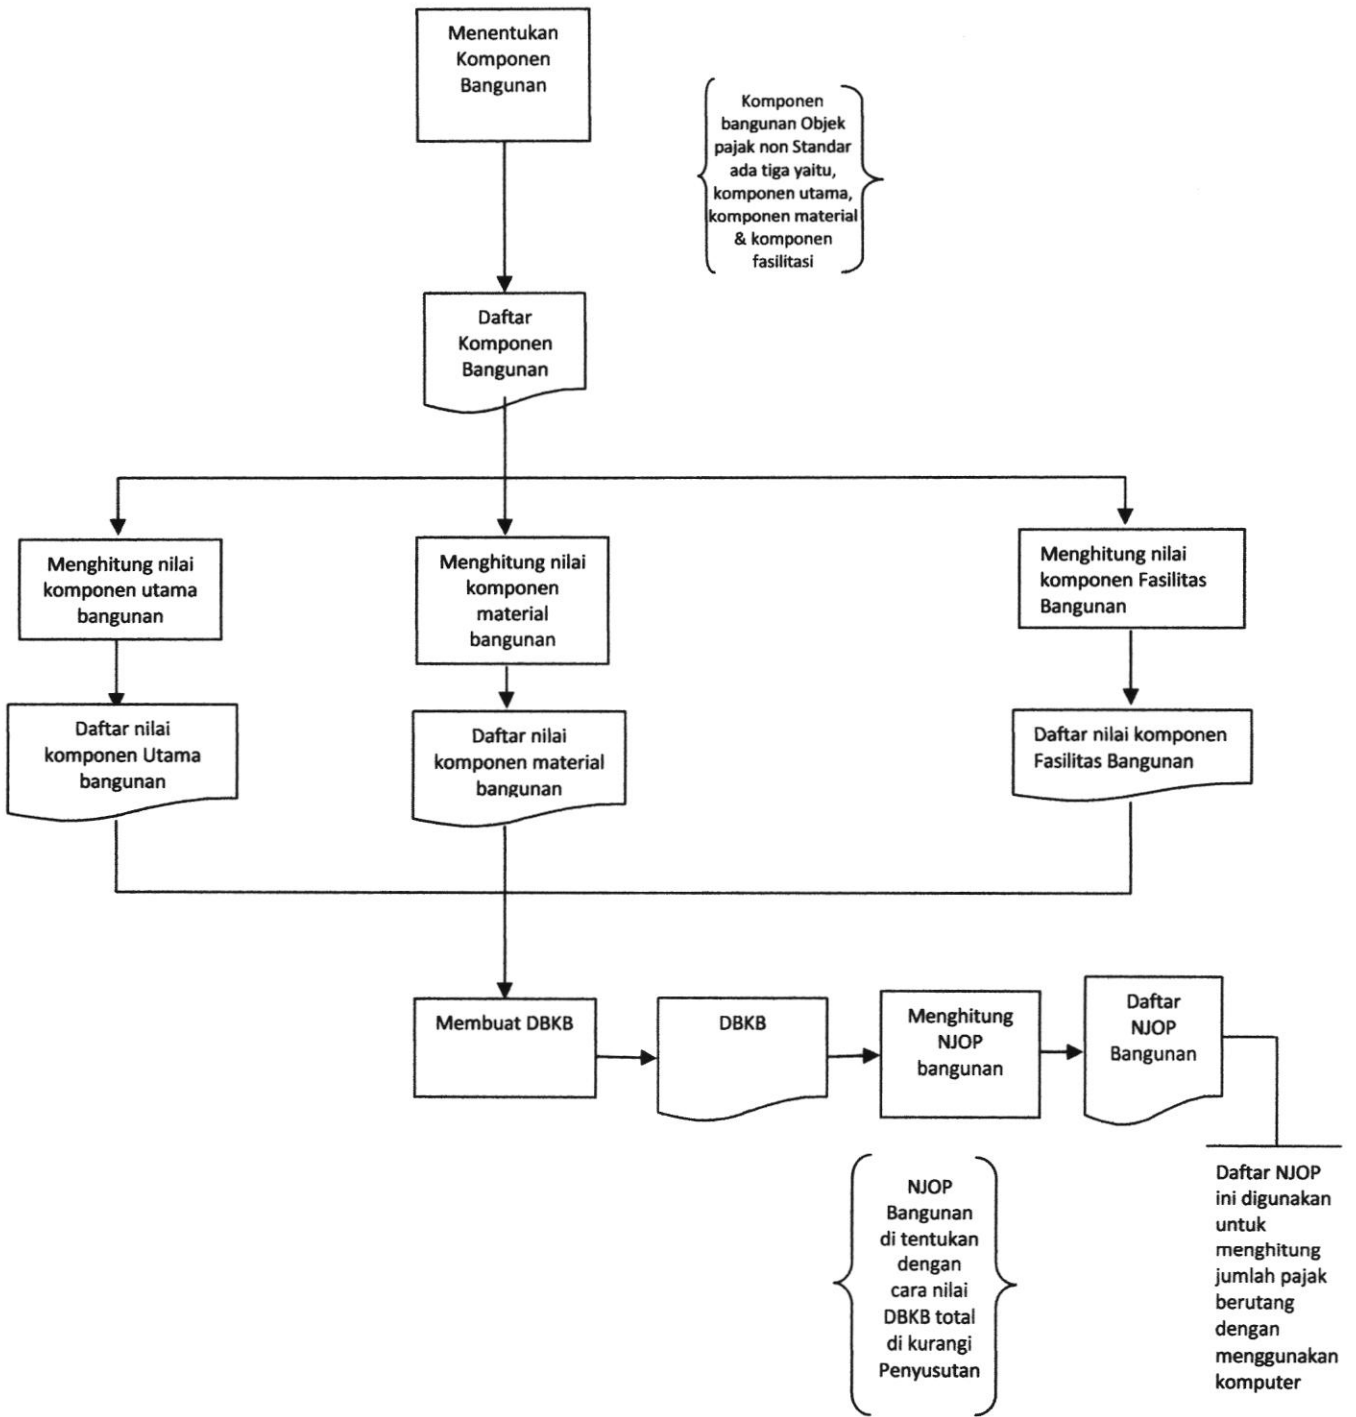 Menentukan
Komponen
Bangunan
Komponen
bangunan Objek
pajak non Standar
ada tiga yaitu,
komponen utama,
komponen material
& komponen
fasilitasi
Daftar
Komponen
Bangunan
Menghitung nilai
komponen utama
bangunan
Menghitung nilai
komponen
material
bangunan
Menghitung nilai
komponen Fasilitas
Bangunan
Daftar nilai
komponen Utama
bangunan
Daftar nilai
komponen material
bangunan
Daftar nilai komponen
Fasilitas Bangunan
Membuat DBKB
DBKB
Menghitung
NJOP
bangunan
Daftar
NJOP
Bangunan
NJOP
Bangunan
di tentukan
dengan
cara nilai
DBKB total
di kurangi
Penyusutan
Daftar NJOP
ini digunakan
untuk
menghitung
jumlah pajak
berutang
dengan
menggunakan
komputer